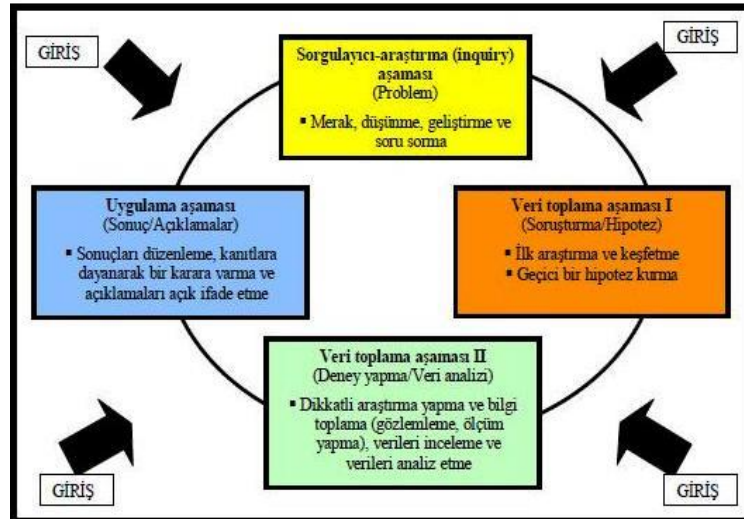 GİRİŞ
GİRİŞ
Sorgulayıcı-araştırma (inquiry)
aşaması
(Problem)
▪ Merak, düşünme, geliştirme ve
soru sorma
Uygulama aşaması
(Sonuç/Açıklamalar)
▪ Sonuçları düzenleme, kanıtlara
dayanarak bir karara varma ve
açıklamaları açık ifade etme
Veri toplama aşaması I
(Soruşturma/Hipotez)
▪ İlk araştırma ve keşfetme
▪ Geçici bir hipotez kurma
Veri toplama aşaması II
(Deney yapma/Veri analizi)
▪ Dikkatli araştırma yapma ve bilgi
toplama (gözlemleme, ölçüm
yapma), verileri inceleme ve
verileri analiz etme
GİRİŞ
GİRİŞ